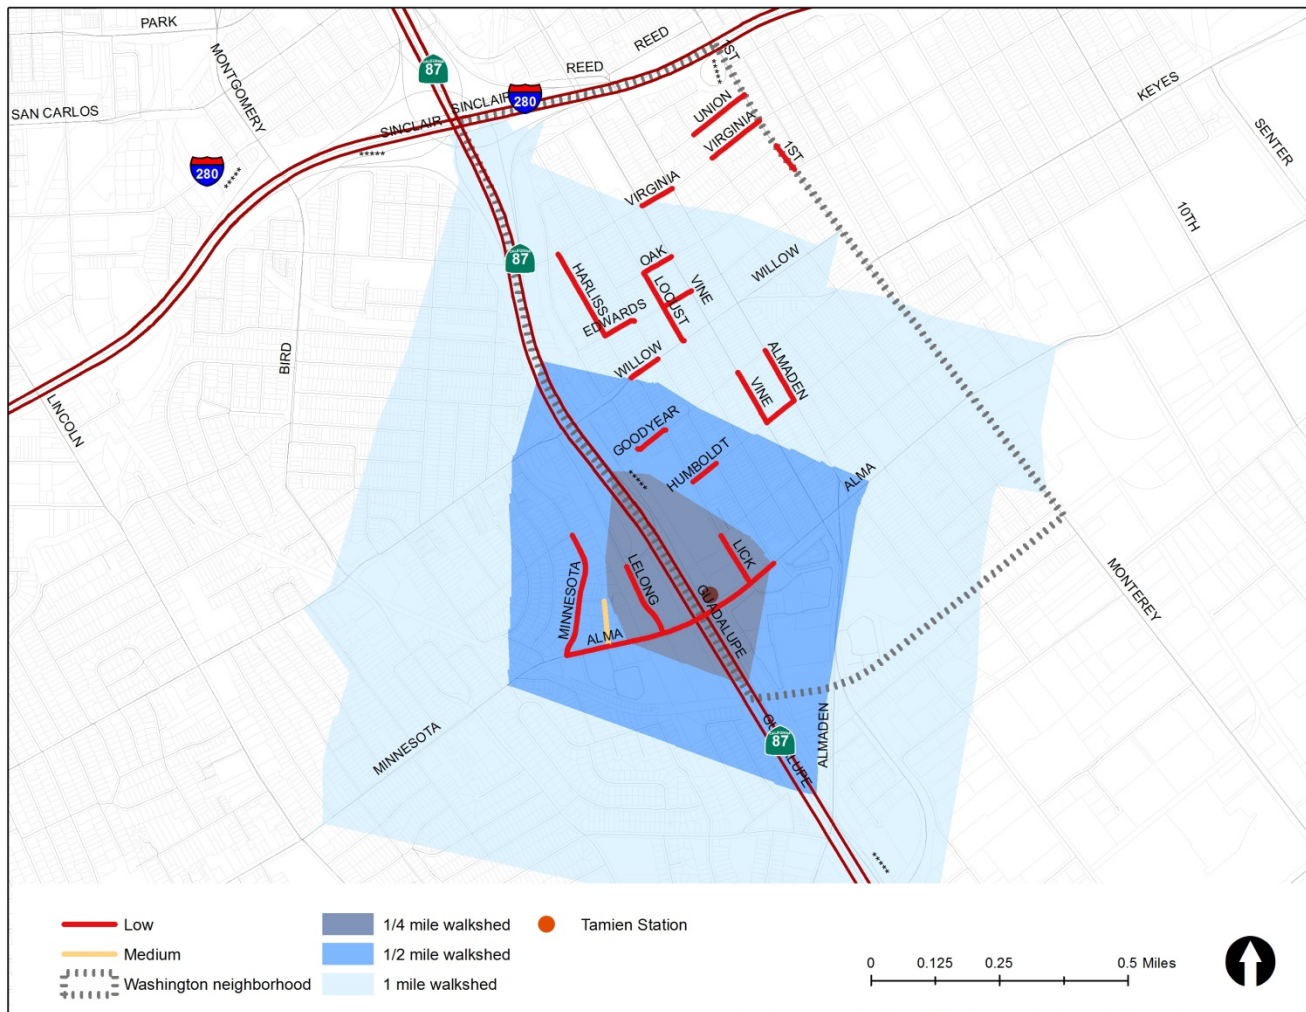 PARK
MONTGOMERY
SAN CARLOS
REED
REED
1ST
*****
87
SINCLAIR
280
SINCLAIR
*****
280
*****
KEYES
SENTER
10TH
UNION
VIRGINIA
1ST
VIRGINIA
WILLOW
CALIFORNIA
87
OAK
VINE
HARLISS
LOCUST
EDWARDS
BIRD
LINCOLN
WILLOW
ALMADEN
VINE
GOODYEAR
HUMBOLDT
*****
ALMA
LICK
LELONG
MINNESOTA
GUADALUPE
ALMA
MONTEREY
MINNESOTA
ALMADEN
GUADALUPE
87
*****
Low
Medium
Washington neighborhood
1/4 mile walkshed
1/2 mile walkshed
1 mile walkshed
Tamien Station
0 0.125 0.25 0.5 Miles